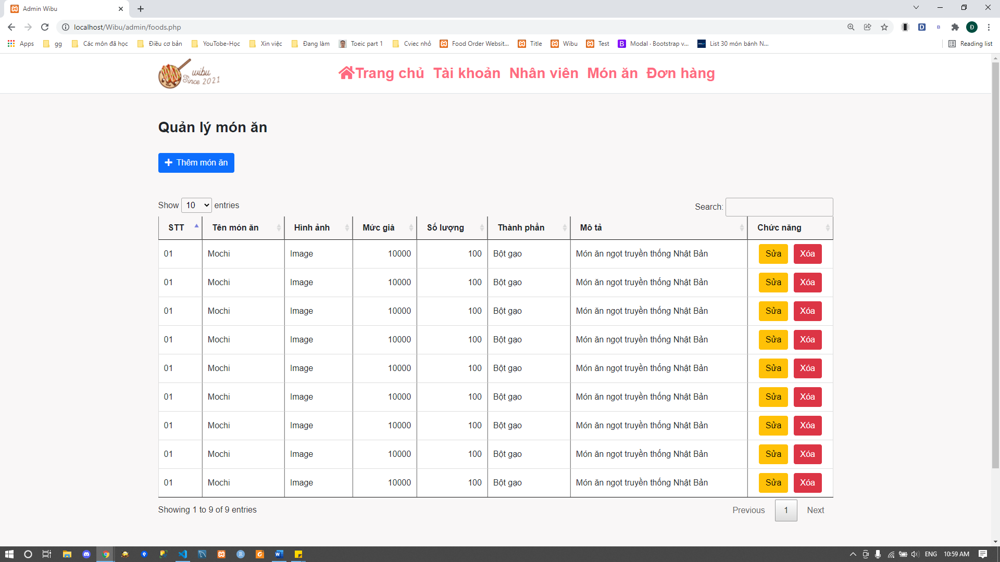 Admin Wibu
localhost/Wibu/admin/foods.php
Apps gg Các môn đã học Điều cơ bản YouTobe-Học Xin việc Đang làm Toeic part 1 Cviec nhỏ Food Order Websit... Title Wibu Test Modal · Bootstrap v... List 30 món bánh N... Reading list
wibu
Since 2021
Trang chủ Tài khoản Nhân viên Món ăn Đơn hàng
Quản lý món ăn
Thêm món ăn
Show 10 entries Search:
STT Tên món ăn Hình ảnh Mức giá Số lượng Thành phần Mô tả Chức năng
01 Mochi Image 10000 100 Bột gạo Món ăn ngọt truyền thống Nhật Bản Sửa Xóa
01 Mochi Image 10000 100 Bột gạo Món ăn ngọt truyền thống Nhật Bản Sửa Xóa
01 Mochi Image 10000 100 Bột gạo Món ăn ngọt truyền thống Nhật Bản Sửa Xóa
01 Mochi Image 10000 100 Bột gạo Món ăn ngọt truyền thống Nhật Bản Sửa Xóa
01 Mochi Image 10000 100 Bột gạo Món ăn ngọt truyền thống Nhật Bản Sửa Xóa
01 Mochi Image 10000 100 Bột gạo Món ăn ngọt truyền thống Nhật Bản Sửa Xóa
01 Mochi Image 10000 100 Bột gạo Món ăn ngọt truyền thống Nhật Bản Sửa Xóa
01 Mochi Image 10000 100 Bột gạo Món ăn ngọt truyền thống Nhật Bản Sửa Xóa
01 Mochi Image 10000 100 Bột gạo Món ăn ngọt truyền thống Nhật Bản Sửa Xóa
Showing 1 to 9 of 9 entries Previous 1 Next
ENG 10:59 AM